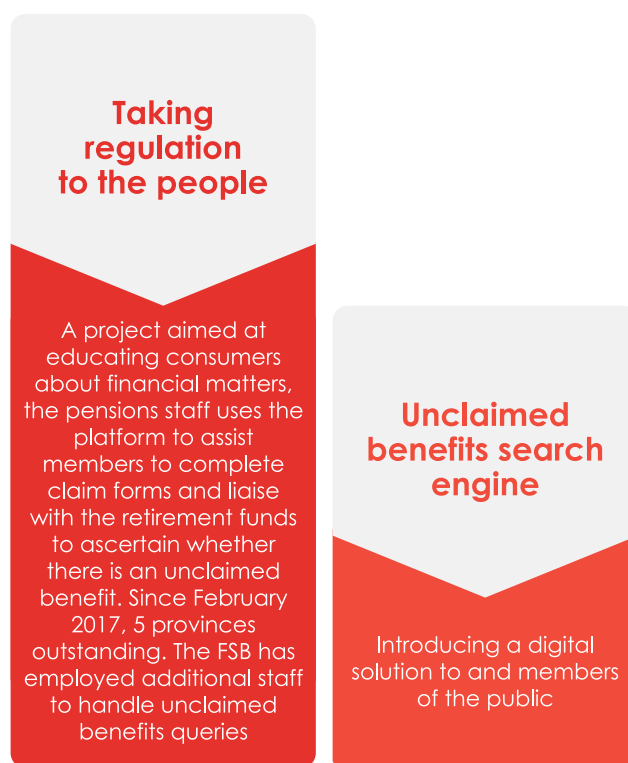 Taking
regulation
to the people
A project aimed at
educating consumers
about financial matters,
the pensions staff uses the
platform to assist
members to complete
claim forms and liaise
with the retirement funds
to ascertain whether
there is an unclaimed
benefit. Since February
2017, 5 provinces
outstanding. The FSB has
employed additional staff
to handle unclaimed
benefits queries
Unclaimed
benefits search
engine
Introducing a digital
solution to and members
of the public